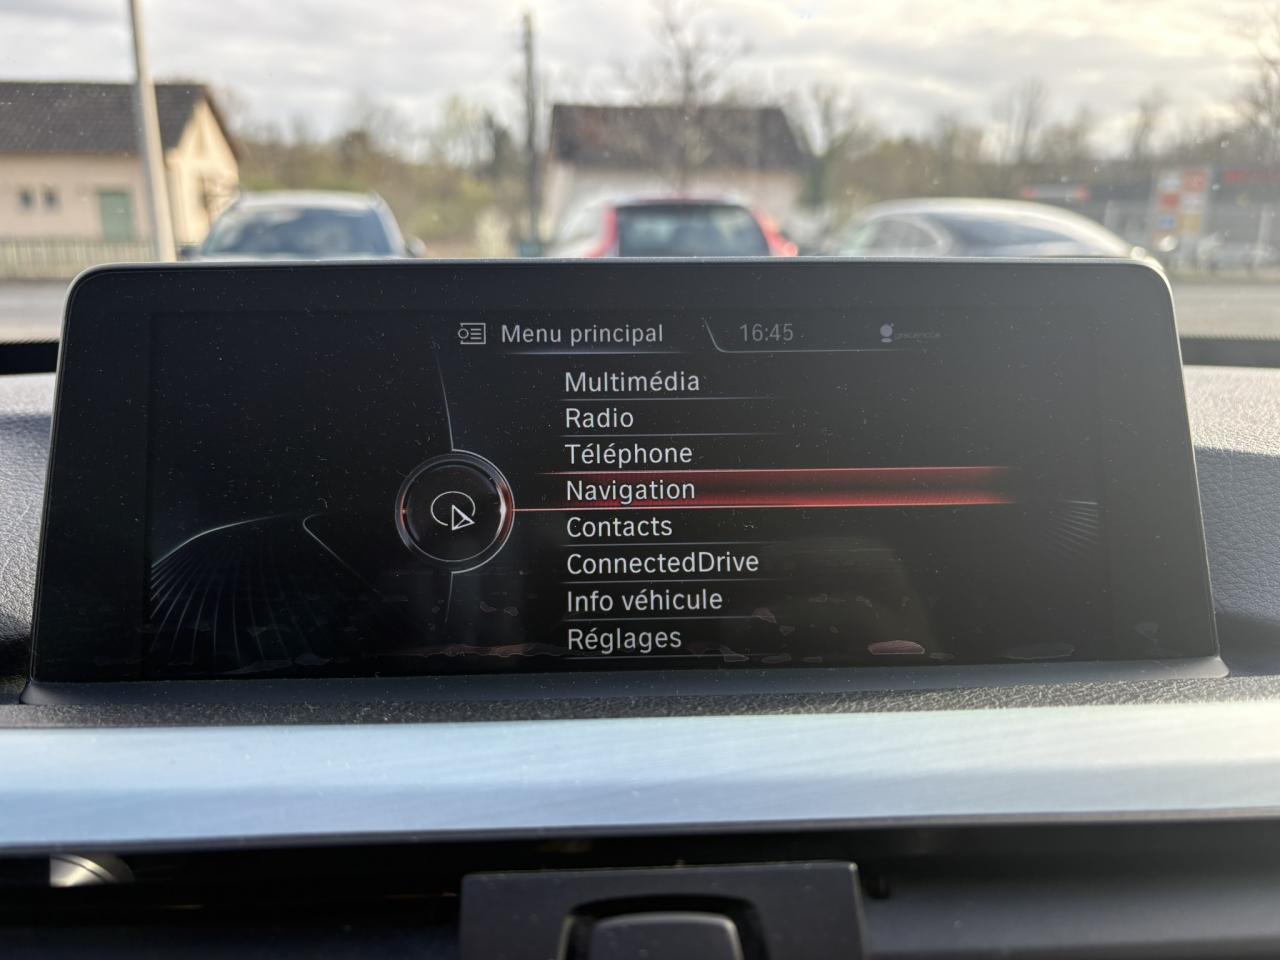 Menu principal
16:45
Multimédia
Radio
Téléphone
Navigation
Contacts
ConnectedDrive
Info véhicule
Réglages